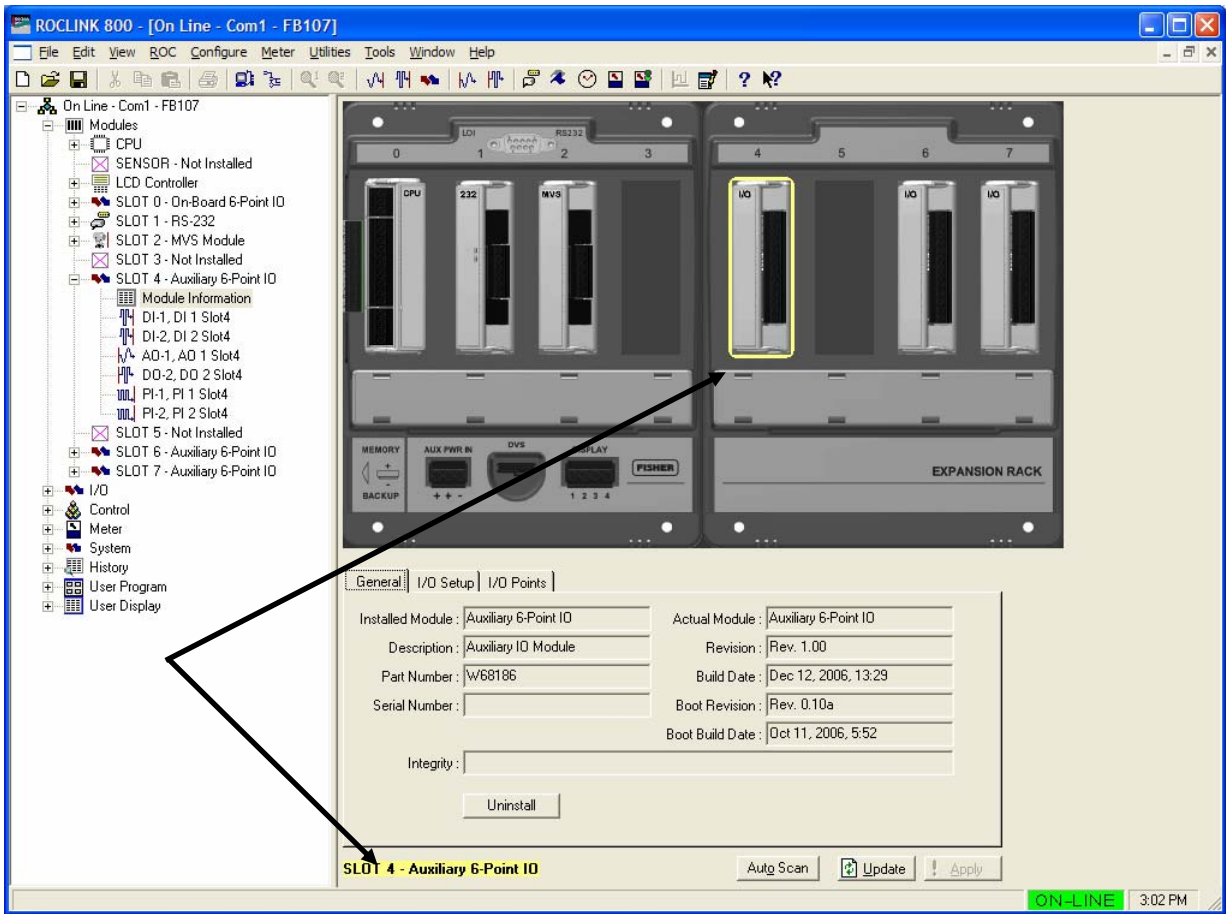 ROCLINK 800 - [On Line - Com1 - FB107]
File Edit View ROC Configure Meter Utilities Tools Window Help
On Line - Com1 - FB107
Modules
CPU
SENSOR - Not Installed
LCD Controller
SLOT 0 - On-Board 6-Point IO
SLOT 1 - RS-232
SLOT 2 - MVS Module
SLOT 3 - Not Installed
SLOT 4 - Auxiliary 6-Point IO
Module Information
DI-1, DI 1 Slot4
DI-2, DI 2 Slot4
AO-1, AO 1 Slot4
DO-2, DO 2 Slot4
PI-1, PI 1 Slot4
PI-2, PI 2 Slot4
SLOT 5 - Not Installed
SLOT 6 - Auxiliary 6-Point IO
SLOT 7 - Auxiliary 6-Point IO
I/O
Control
Meter
System
History
User Program
User Display
LOI RS232
0 1 2 3 4 5 6 7
CPU 232 MVS I/O I/O I/O
MEMORY
BACKUP
AUX PWR IN
+ + -
DVS
1 2 3 4
FISHER
EXPANSION RACK
General I/O Setup I/O Points
Installed Module : Auxiliary 6-Point IO
Description : Auxiliary IO Module
Part Number : W68186
Serial Number :
Actual Module : Auxiliary 6-Point IO
Revision : Rev. 1.00
Build Date : Dec 12, 2006, 13:29
Boot Revision : Rev. 0.10a
Boot Build Date : Oct 11, 2006, 5:52
Integrity :
Uninstall
SLOT 4 - Auxiliary 6-Point IO
Auto Scan Update Apply
ON-LINE 3:02 PM